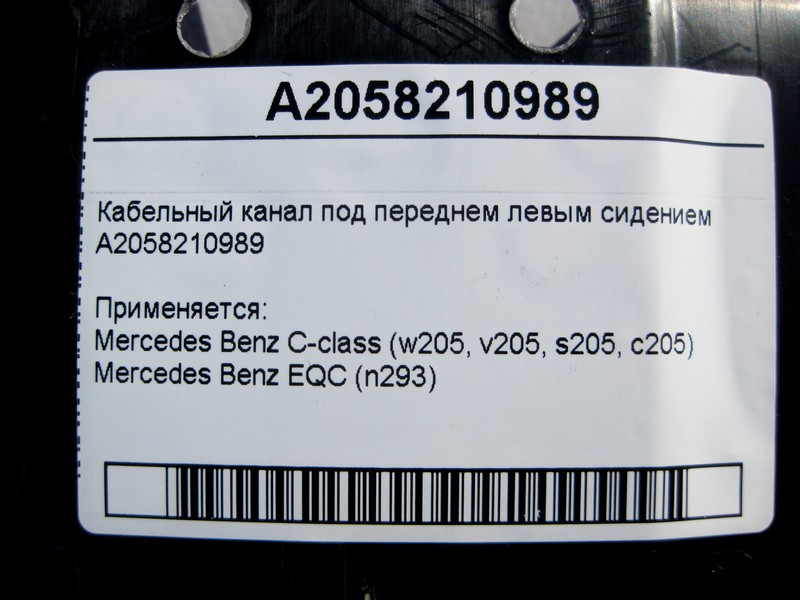 A2058210989
Кабельный канал под переднем левым сидением
A2058210989
Применяется:
Mercedes Benz C-class (w205, v205, s205, c205)
Mercedes Benz EQC (n293)